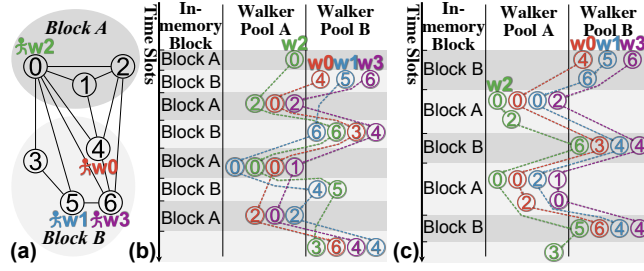 Block A
w2
0
1
2
3
4
w0
5
6
w1
w3
Block B
(a)
Time Slots
In-memory Block
Walker Pool A
Walker Pool B
w2
w0 w1 w3
Block A
0
Block B
4 5 6
Block A
2 0 2
Block B
6 6 3 4
Block A
0 0 0 1
Block B
4 5
Block A
2 0 2
3 6 4 4
(b)
Time Slots
In-memory Block
Walker Pool A
Walker Pool B
w0 w1 w3
Block B
4 5 6
6
w2
Block A
0 0 0 2
2
Block B
6 3 4 4
Block A
0 0 2 1
2 0
Block B
5 6 4 4
3
(c)